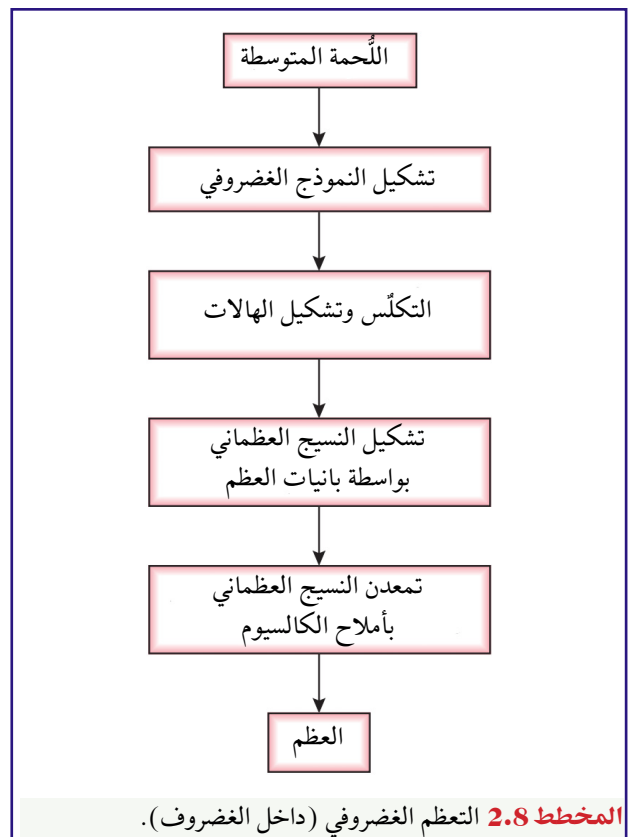 اللُّحمة المتوسطة
تشكيل النموذج الغضروفي
التكلٌس وتشكيل الهالات
تشكيل النسيج العظماني
بواسطة بانيات العظم
تمعدن النسيج العظماني
بأملاح الكالسيوم
العظم
المخطط 2.8 التعظم الغضروفي (داخل الغضروف).